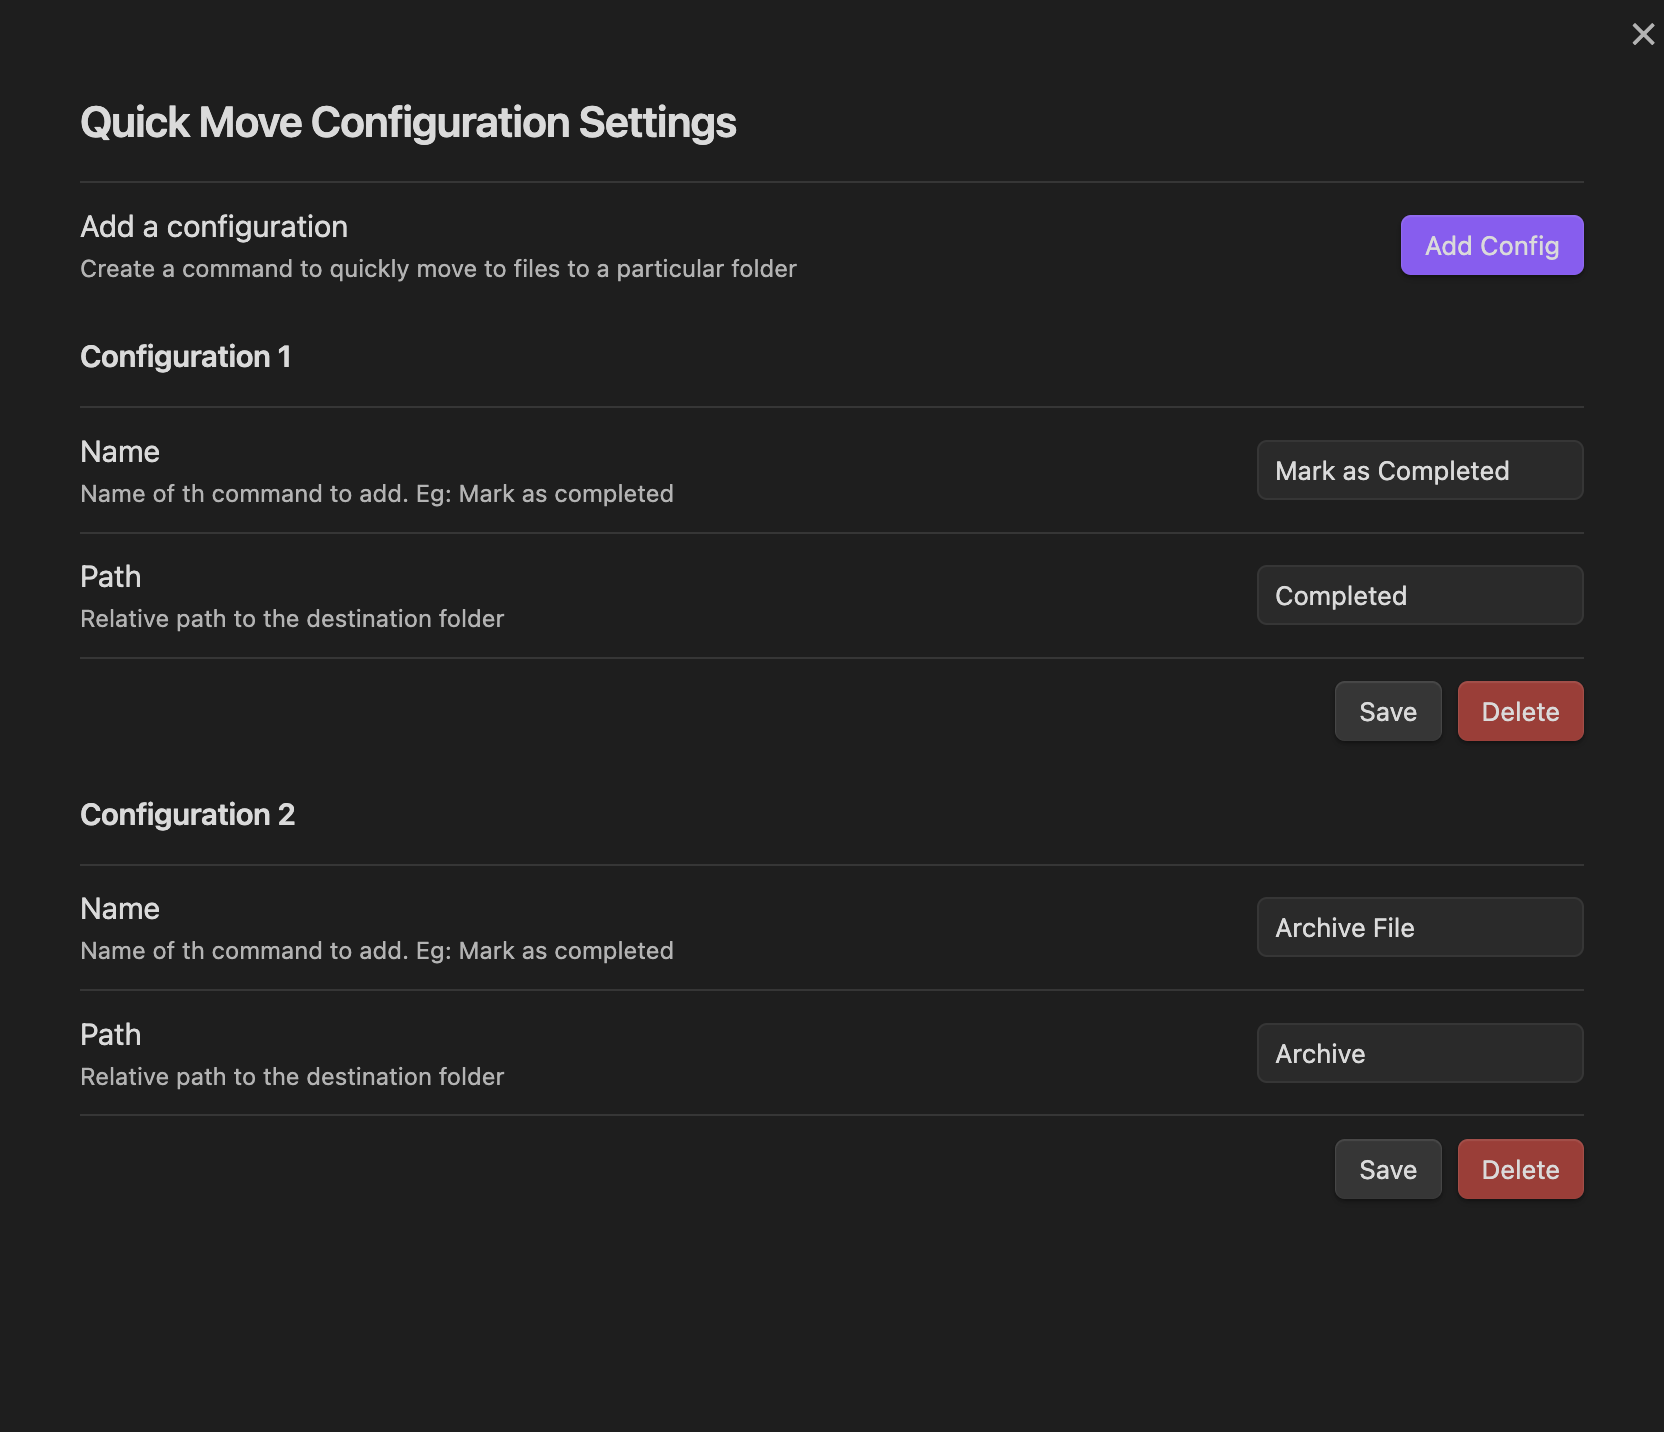 Quick Move Configuration Settings
Add a configuration
Create a command to quickly move to files to a particular folder
Add Config
Configuration 1
Name
Name of th command to add. Eg: Mark as completed
Mark as Completed
Path
Relative path to the destination folder
Completed
Save
Delete
Configuration 2
Name
Name of th command to add. Eg: Mark as completed
Archive File
Path
Relative path to the destination folder
Archive
Save
Delete